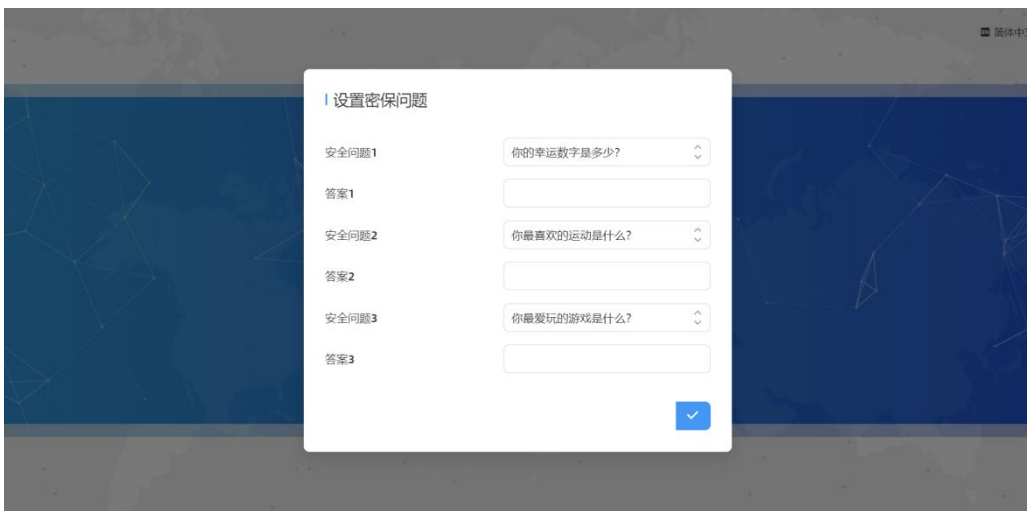 简体中文
设置密保问题
安全问题1
你的幸运数字是多少?
答案1
安全问题2
你最喜欢的运动是什么?
答案2
安全问题3
你最爱玩的游戏是什么?
答案3